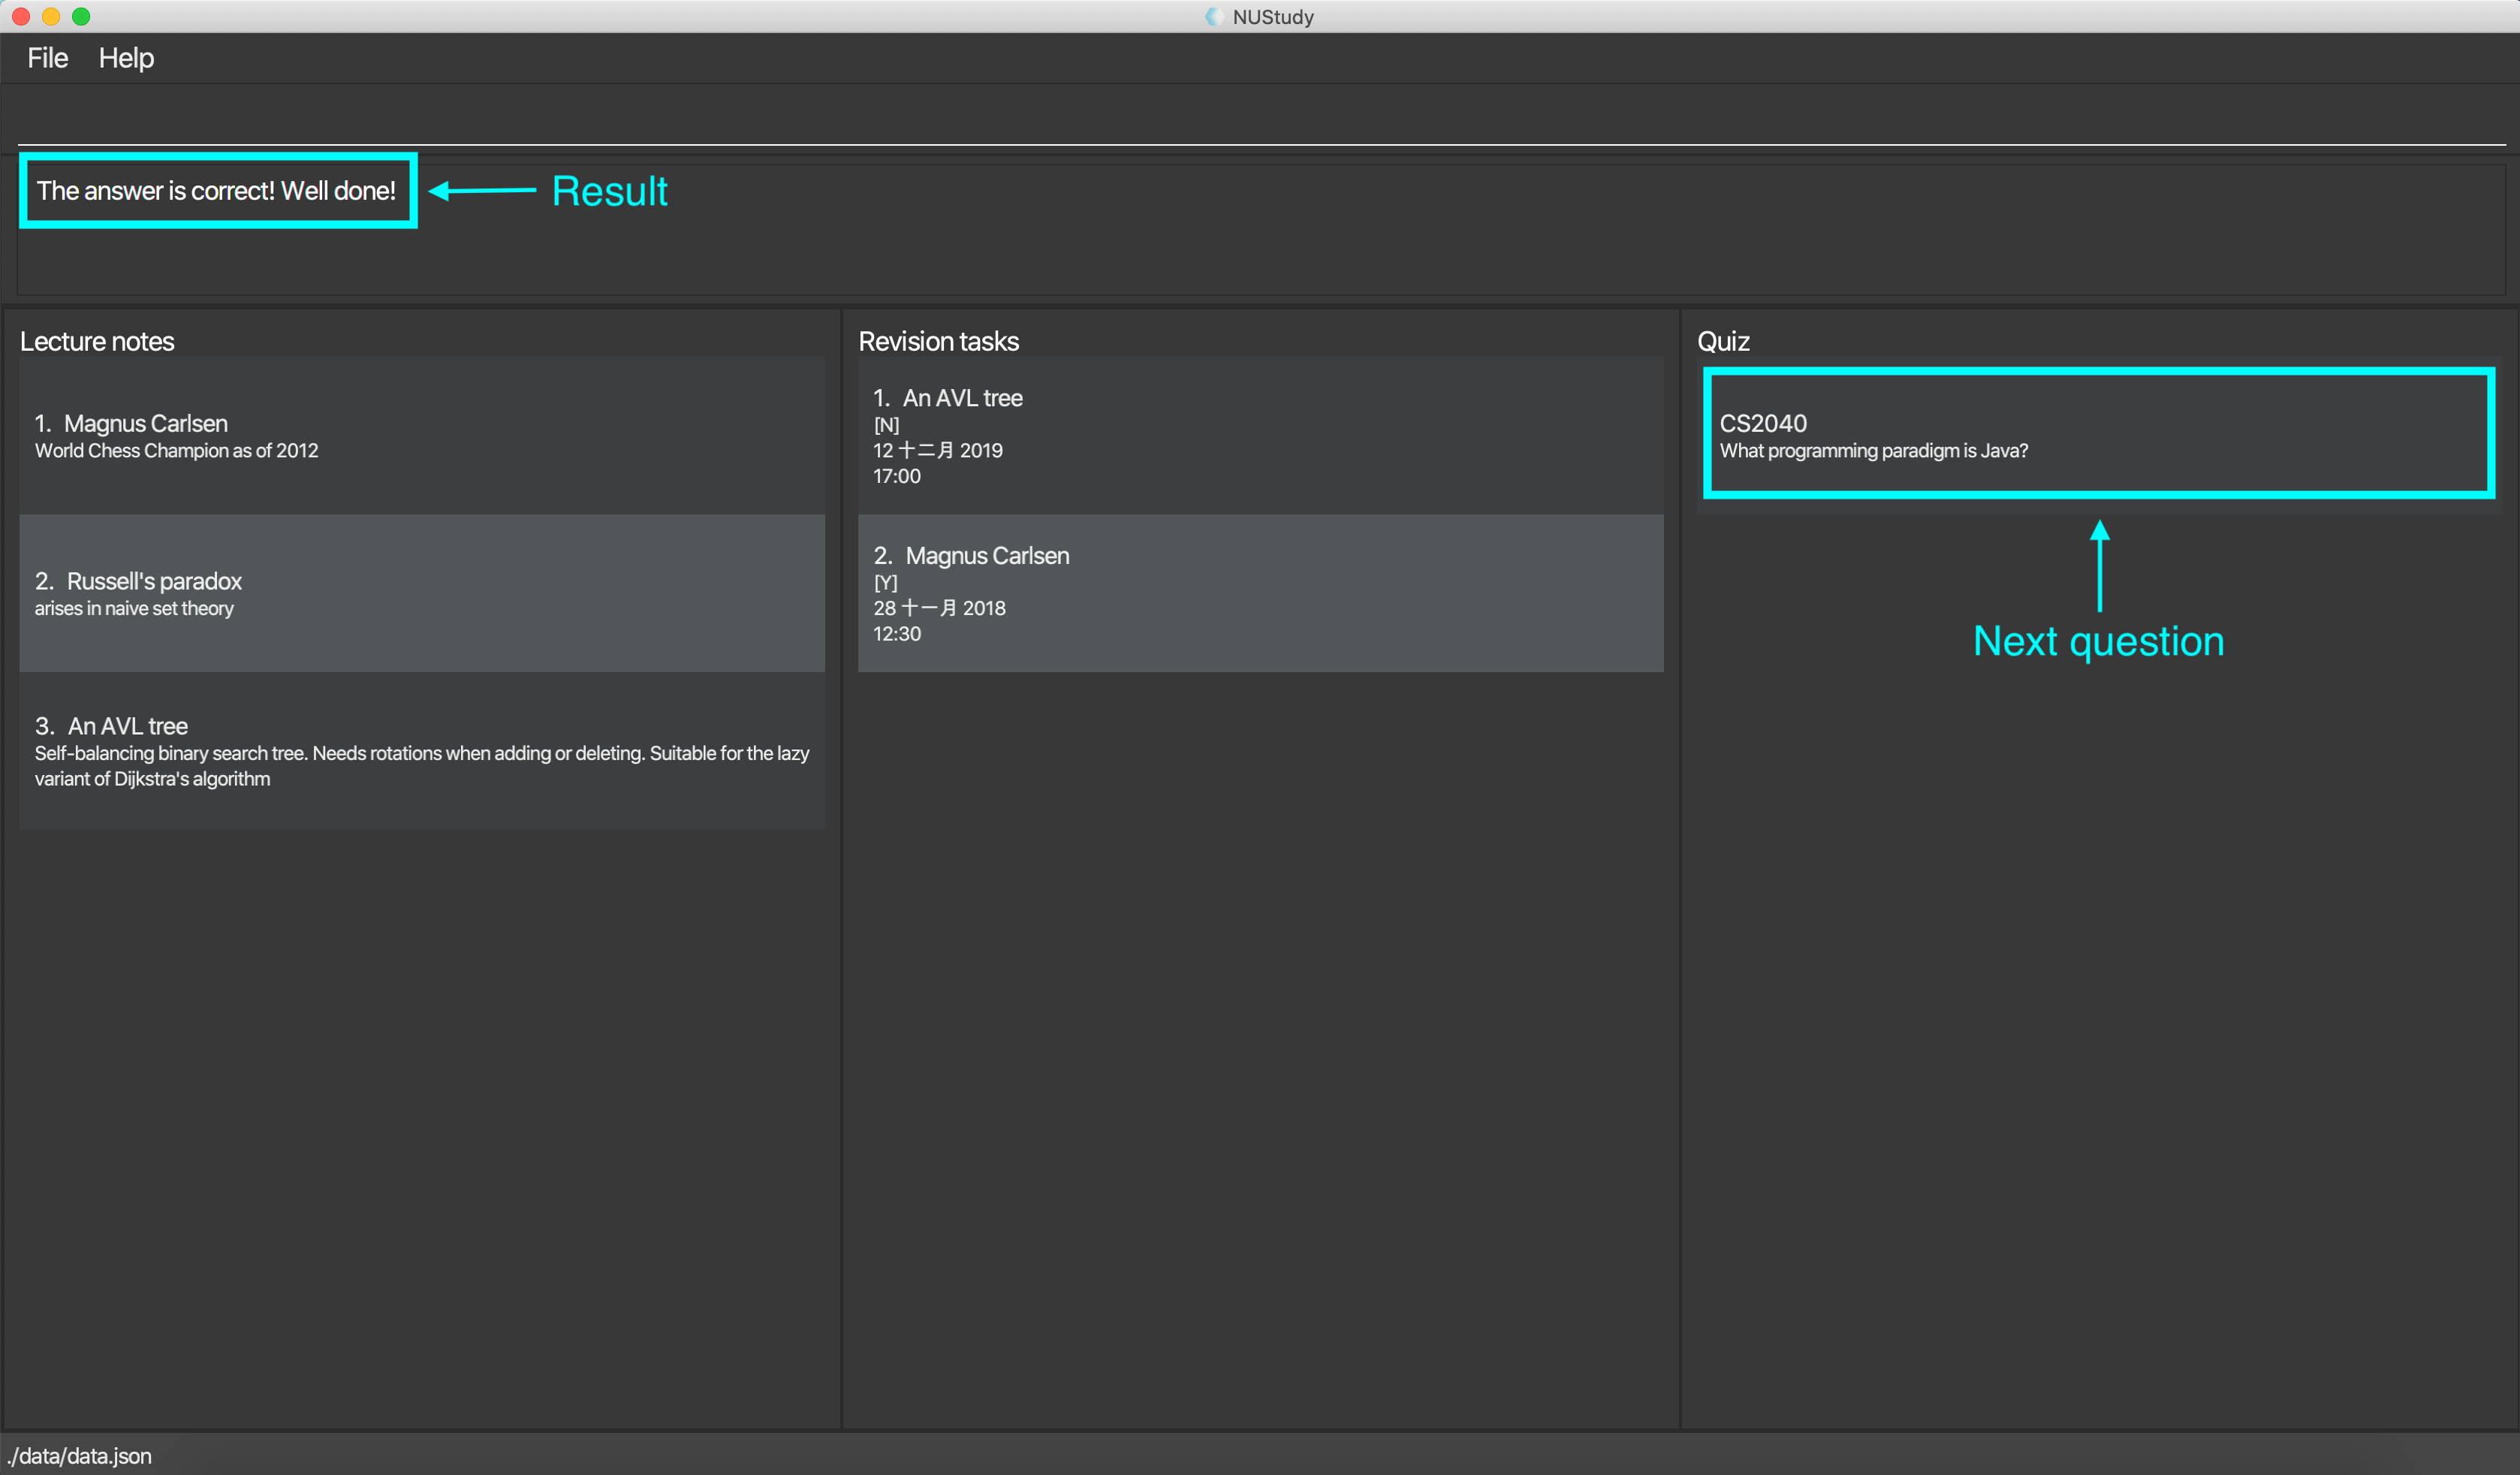 NUStudy
File Help
The answer is correct! Well done!
Result
Lecture notes
1. Magnus Carlsen
World Chess Champion as of 2012
2. Russell's paradox
arises in naive set theory
3. An AVL tree
Self-balancing binary search tree. Needs rotations when adding or deleting. Suitable for the lazy
variant of Dijkstra's algorithm
Revision tasks
1. An AVL tree
[N]
12 十二月 2019
17:00
2. Magnus Carlsen
[Y]
28 十一月 2018
12:30
Quiz
CS2040
What programming paradigm is Java?
Next question
./data/data.json